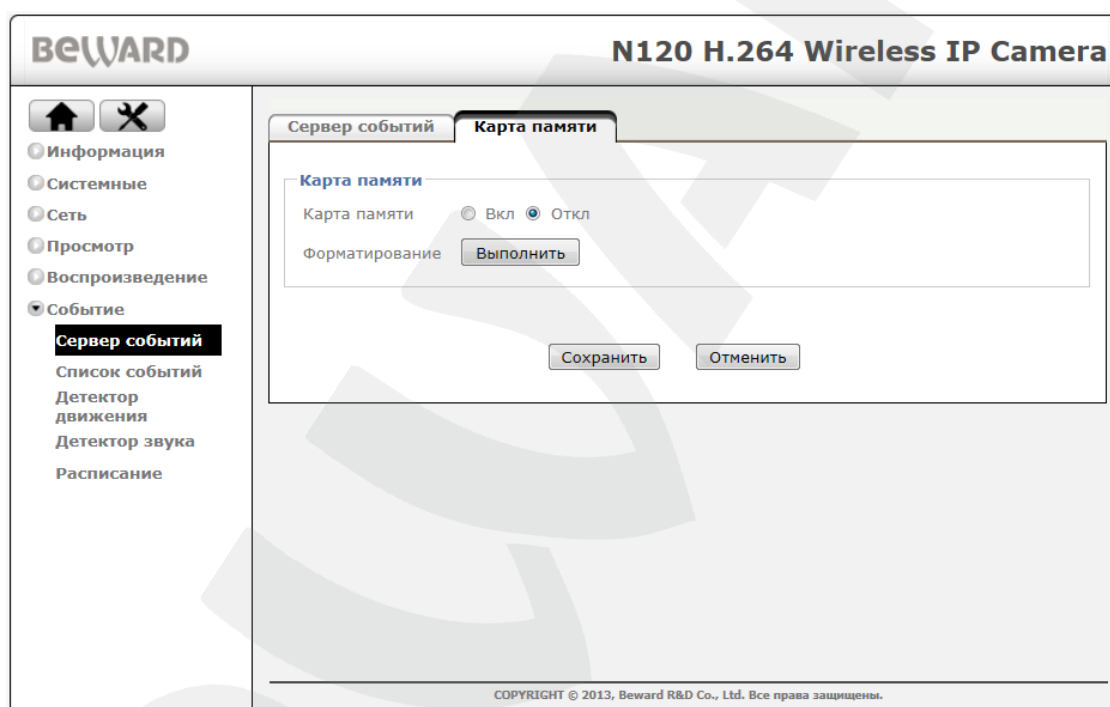 BEWARD
N120 H.264 Wireless IP Camera
Информация
Системные
Сеть
Просмотр
Воспроизведение
Событие
Сервер событий
Список событий
Детектор
движения
Детектор звука
Расписание
Сервер событий Карта памяти
Карта памяти
Карта памяти Вкл Откл
Форматирование Выполнить
Сохранить Отменить
COPYRIGHT © 2013, Beward R&D Co., Ltd. Все права защищены.